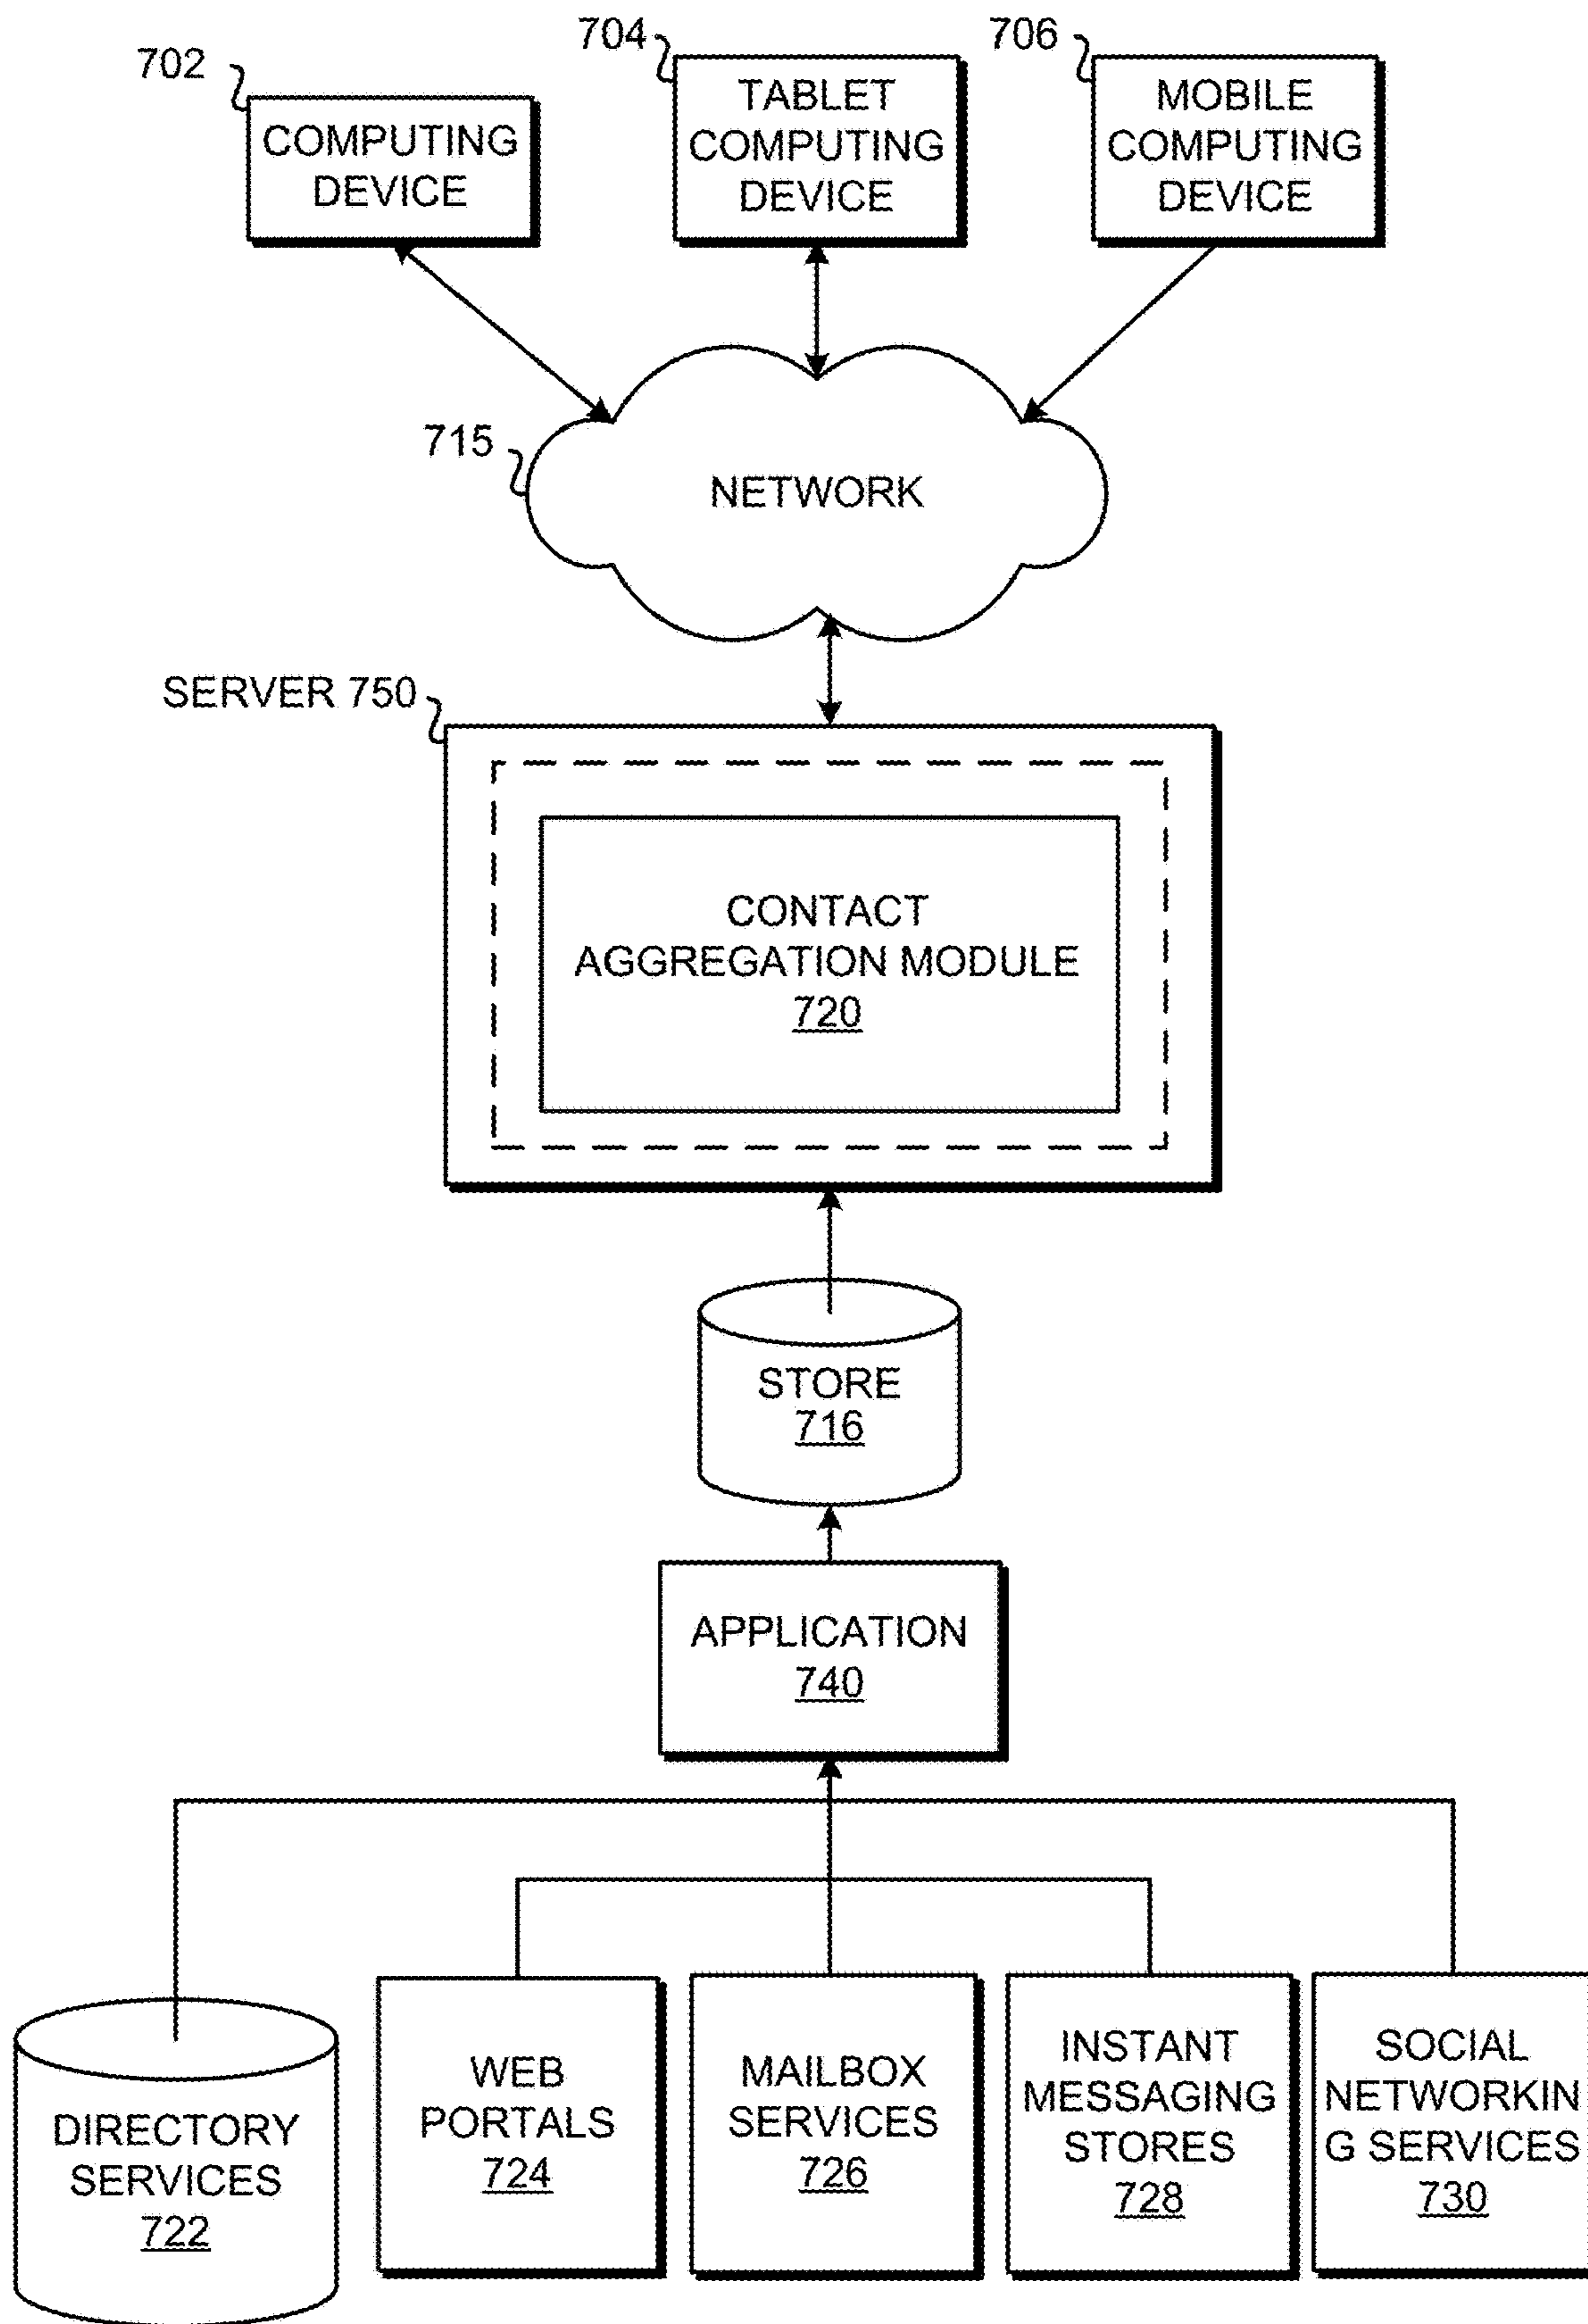 702
COMPUTING
DEVICE
704
TABLET
COMPUTING
DEVICE
706
MOBILE
COMPUTING
DEVICE
715
NETWORK
SERVER 750
CONTACT
AGGREGATION MODULE
720
STORE
716
APPLICATION
740
DIRECTORY
SERVICES
722
WEB
PORTALS
724
MAILBOX
SERVICES
726
INSTANT
MESSAGING
STORES
728
SOCIAL
NETWORKIN
G SERVICES
730